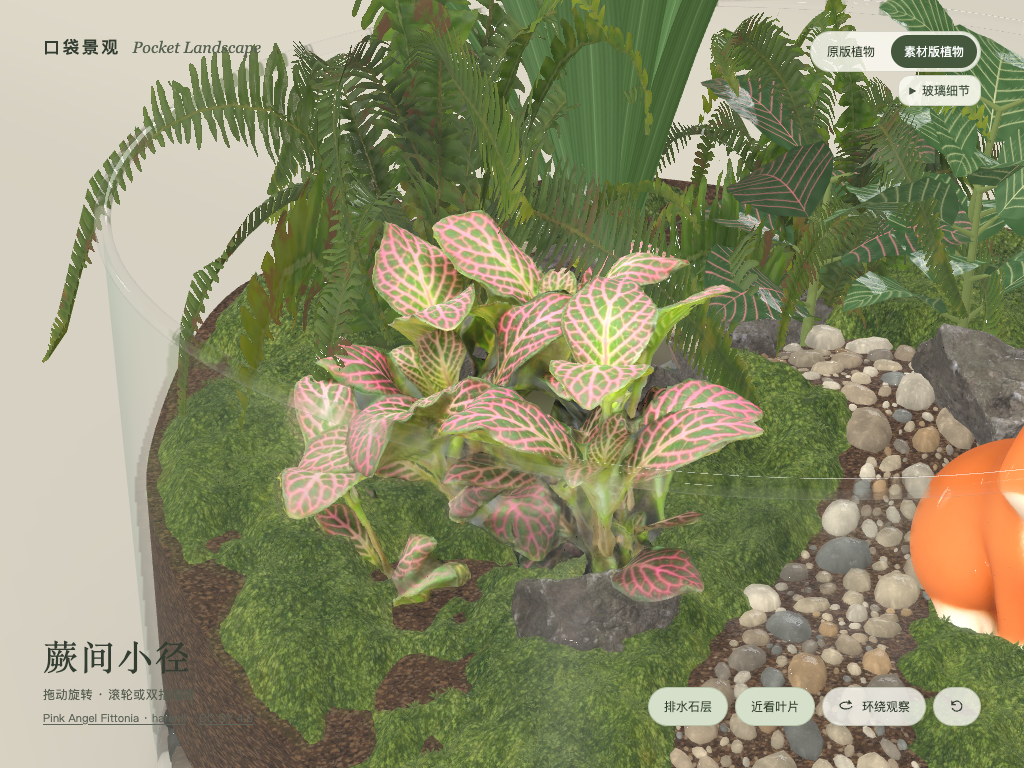 口袋景观 Pocket Landscape
原版植物 素材版植物
▶ 玻璃细节
蕨间小径
拖动旋转 · 滚轮或双指
Pink Angel Fittonia ·
排水石层 近看叶片 环绕观察